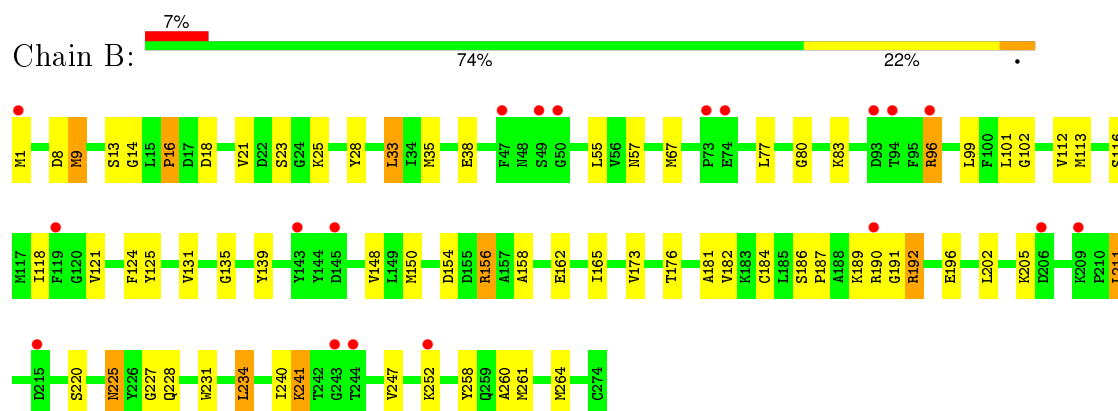 7%
Chain B:
74% 22% •
M1 D8 M9 S13 G14 L15 P16 D17 D18 V21 D22 S23 G24 K25 Y28 L33 I34 M35 E38 F47 N48 S49 G50 L55 V56 N57 M67 P73 E74 L77 G80 K83 D93 T94 F95 R96 L99 F100 L101 G102 V112 M113 S116
M117 I118 F119 G120 V121 F124 Y125 V131 G135 Y139 Y143 Y144 D145 V148 L149 M150 D154 D155 R156 A157 A158 E162 I165 V173 T176 A181 V182 K183 C184 L185 S186 P187 A188 K189 R190 G191 R192 E196 L202 K205 D206 K209 P210
D215 S220 N225 Y226 G227 Q228 W231 L234 I240 K241 T242 G243 T244 V247 K252 Y258 Q259 A260 M261 M264 C274